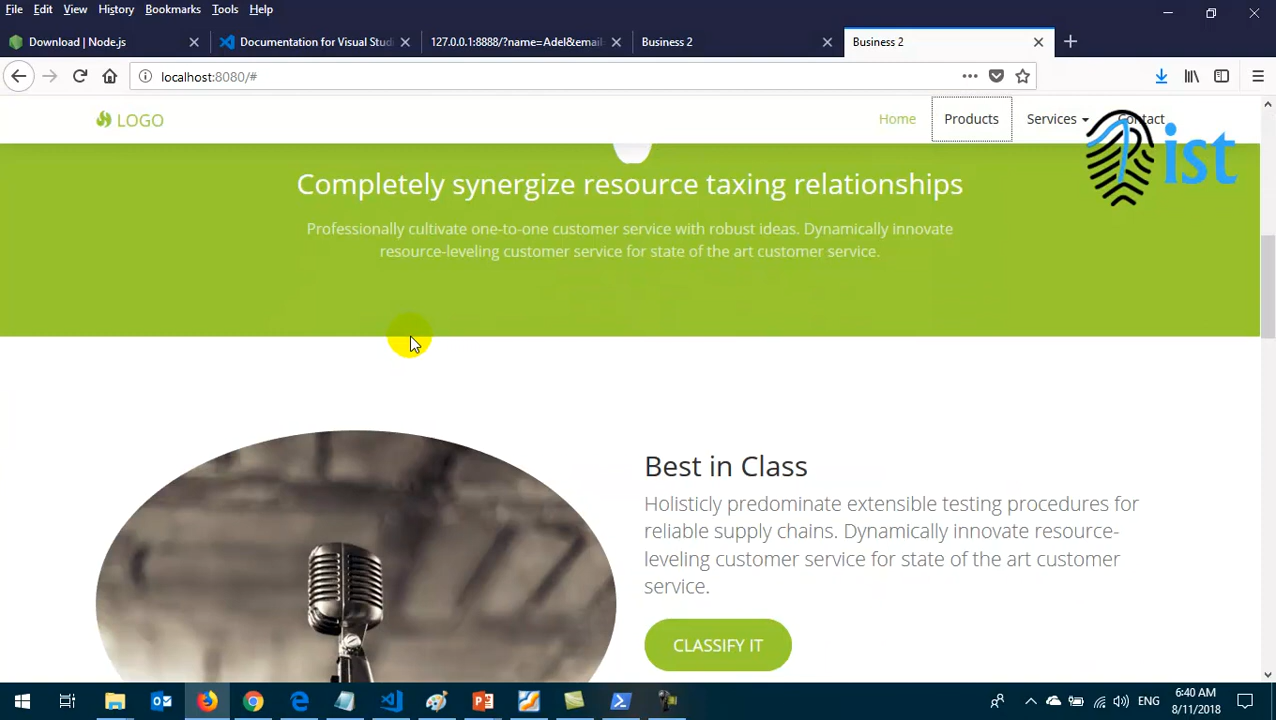 File Edit View History Bookmarks Tools Help
Download | Node.js
Documentation for Visual Stud
127.0.0.1:8888/?name=Adel&email
Business 2
Business 2
localhost:8080/#
LOGO
Home
Products
Services
Contact
ist
Completely synergize resource taxing relationships
Professionally cultivate one-to-one customer service with robust ideas. Dynamically innovate
resource-leveling customer service for state of the art customer service.
Best in Class
Holisticly predominate extensible testing procedures for
reliable supply chains. Dynamically innovate resource-
leveling customer service for state of the art customer
service.
CLASSIFY IT
ENG
6:40 AM
8/11/2018